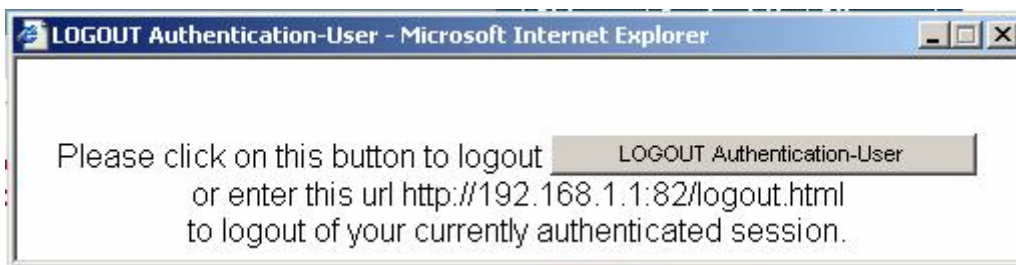 LOGOUT Authentication-User - Microsoft Internet Explorer
Please click on this button to logout LOGOUT Authentication-User
or enter this url http://192.168.1.1:82/logout.html
to logout of your currently authenticated session.